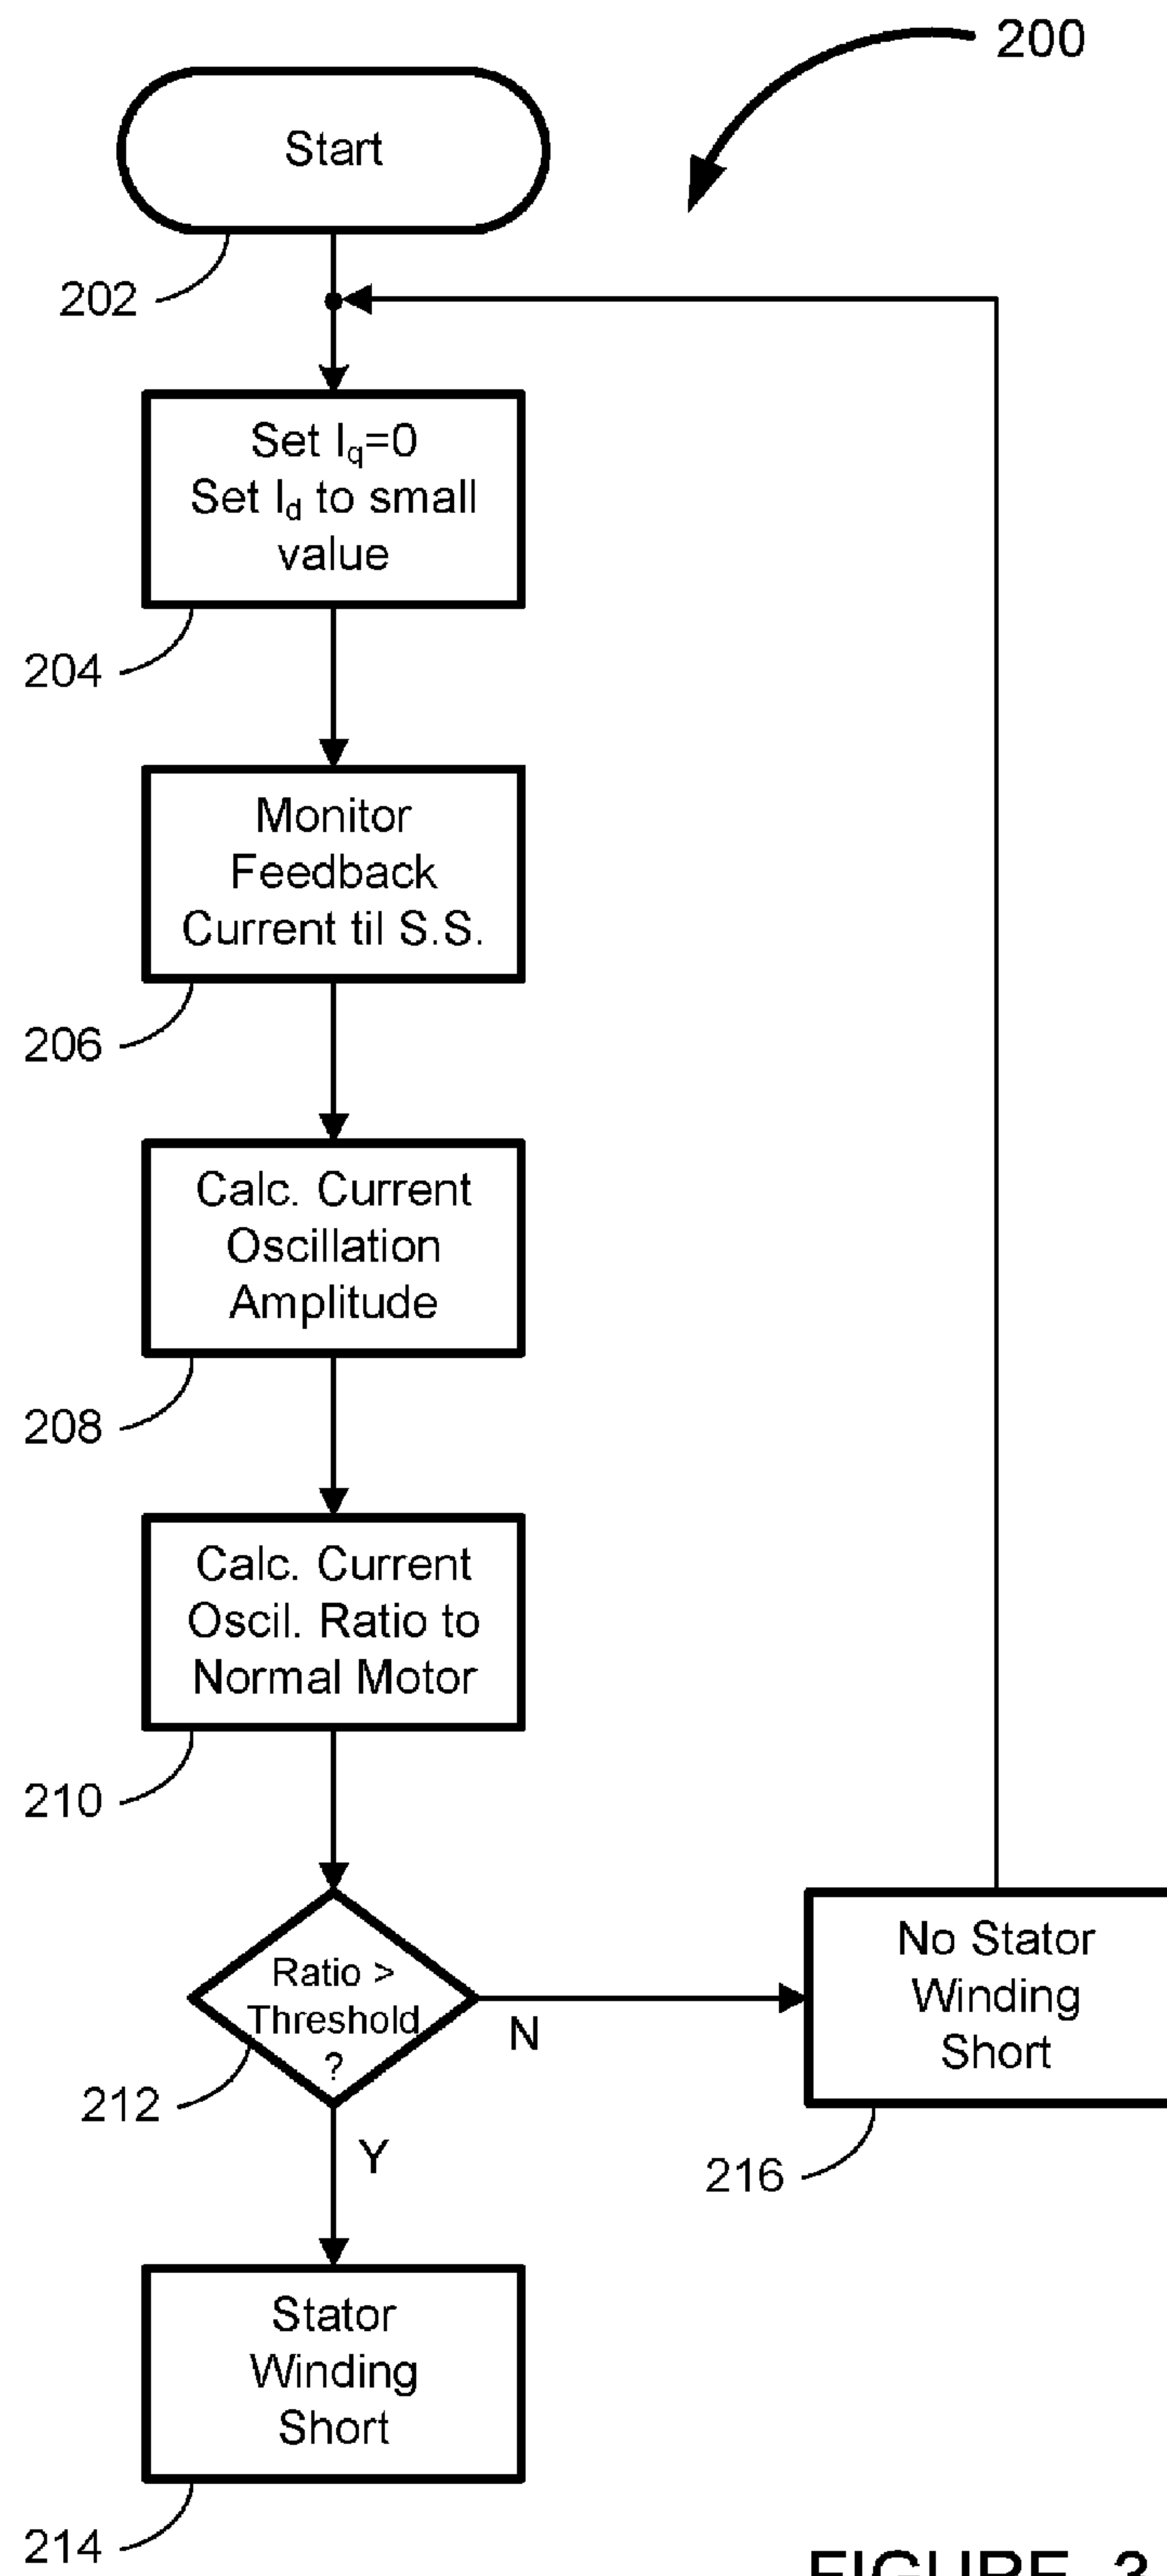 200
Start
202
Set Iq=0
Set Id to small
value
204
Monitor
Feedback
Current til S.S.
206
Calc. Current
Oscillation
Amplitude
208
Calc. Current
Oscil. Ratio to
Normal Motor
210
Ratio >
Threshold
?
212
N
Y
No Stator
Winding
Short
216
Stator
Winding
Short
214
FIGURE 3